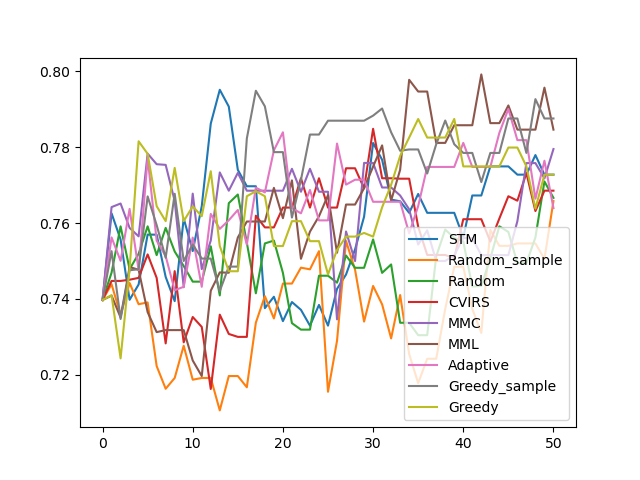 0.80
0.78
0.76
0.74
0.72
0
10
20
30
40
50
STM
Random_sample
Random
CVIRS
MMC
MML
Adaptive
Greedy_sample
Greedy